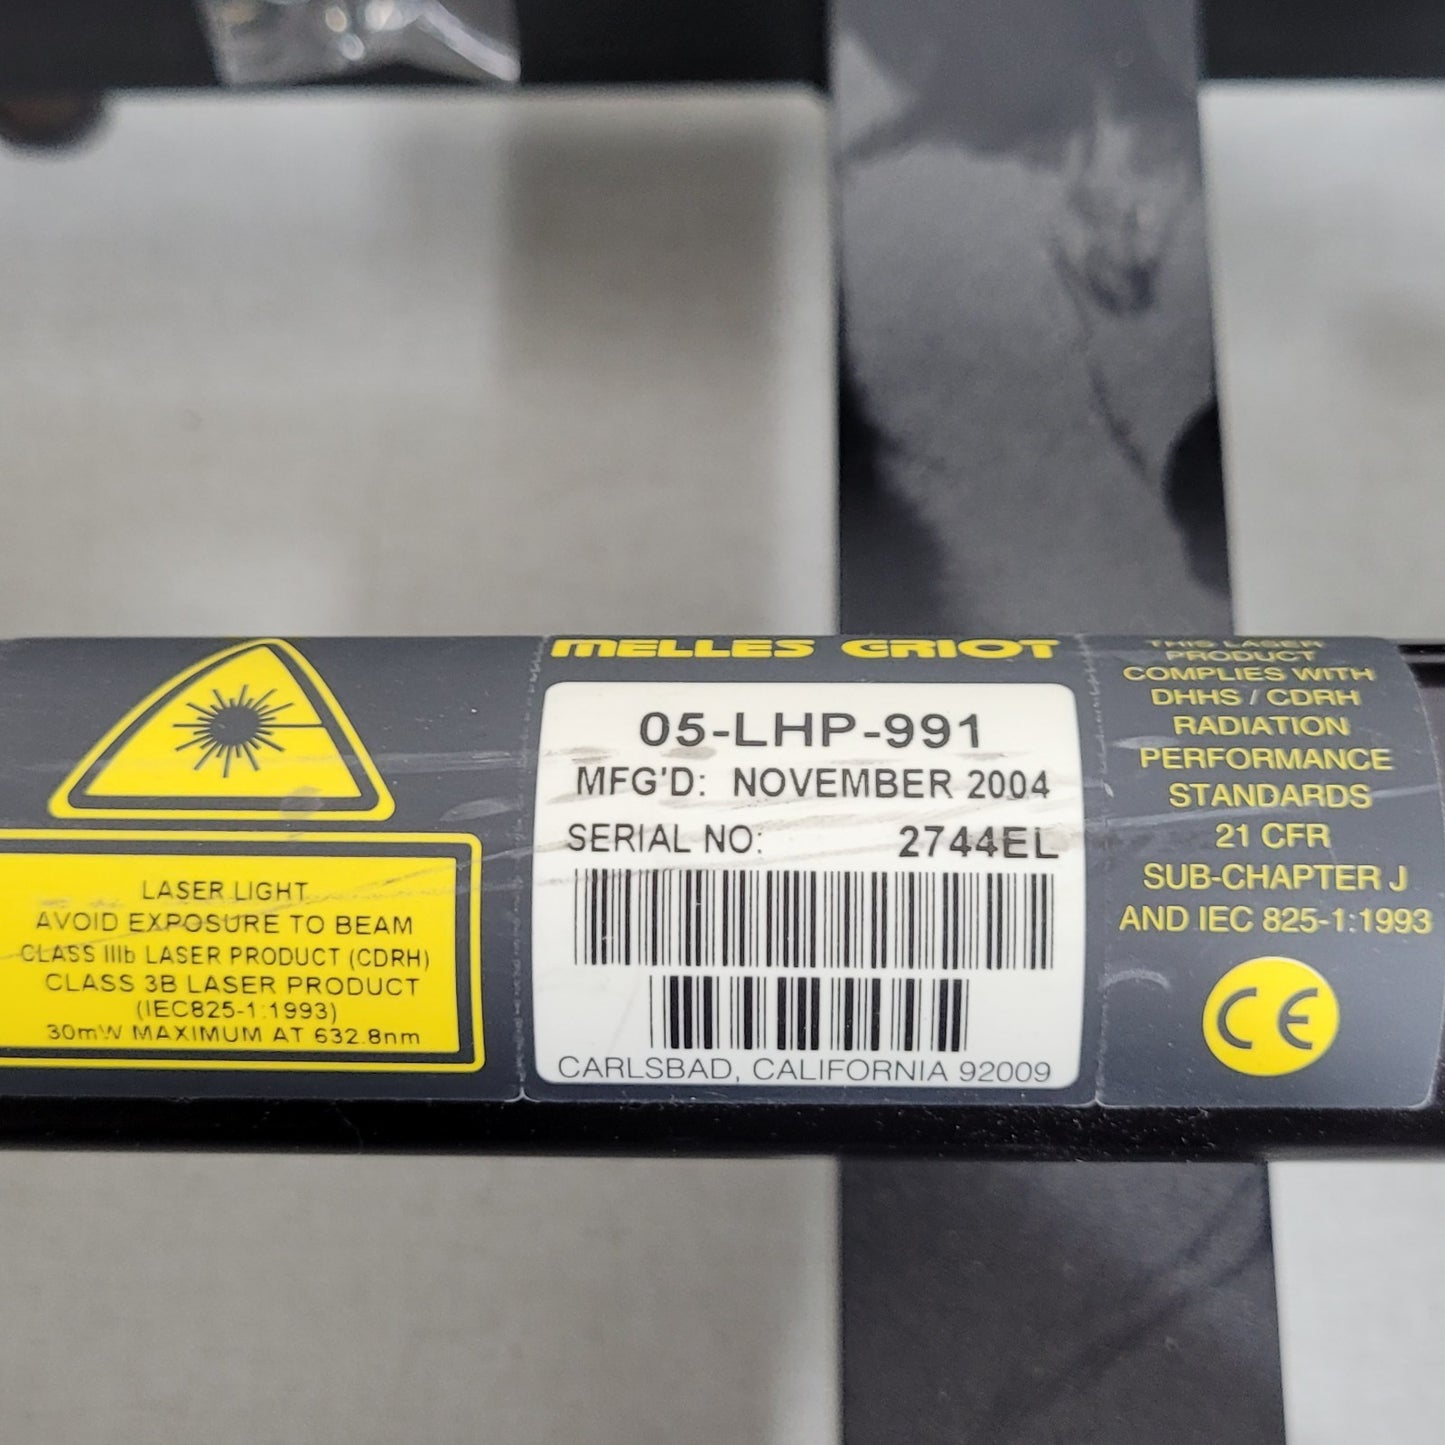 LASER LIGHT
AVOID EXPOSURE TO BEAM
CLASS IIIb LASER PRODUCT (CDRH)
CLASS 3B LASER PRODUCT
(IEC825-1:1993)
30mW MAXIMUM AT 632.8nm
MELLES GRIOT
05-LHP-991
MFG'D: NOVEMBER 2004
SERIAL NO: 2744EL
CARLSBAD, CALIFORNIA 92009
THIS LASER
PRODUCT
COMPLIES WITH
DHHS / CDRH
RADIATION
PERFORMANCE
STANDARDS
21 CFR
SUB-CHAPTER J
AND IEC 825-1:1993
CE